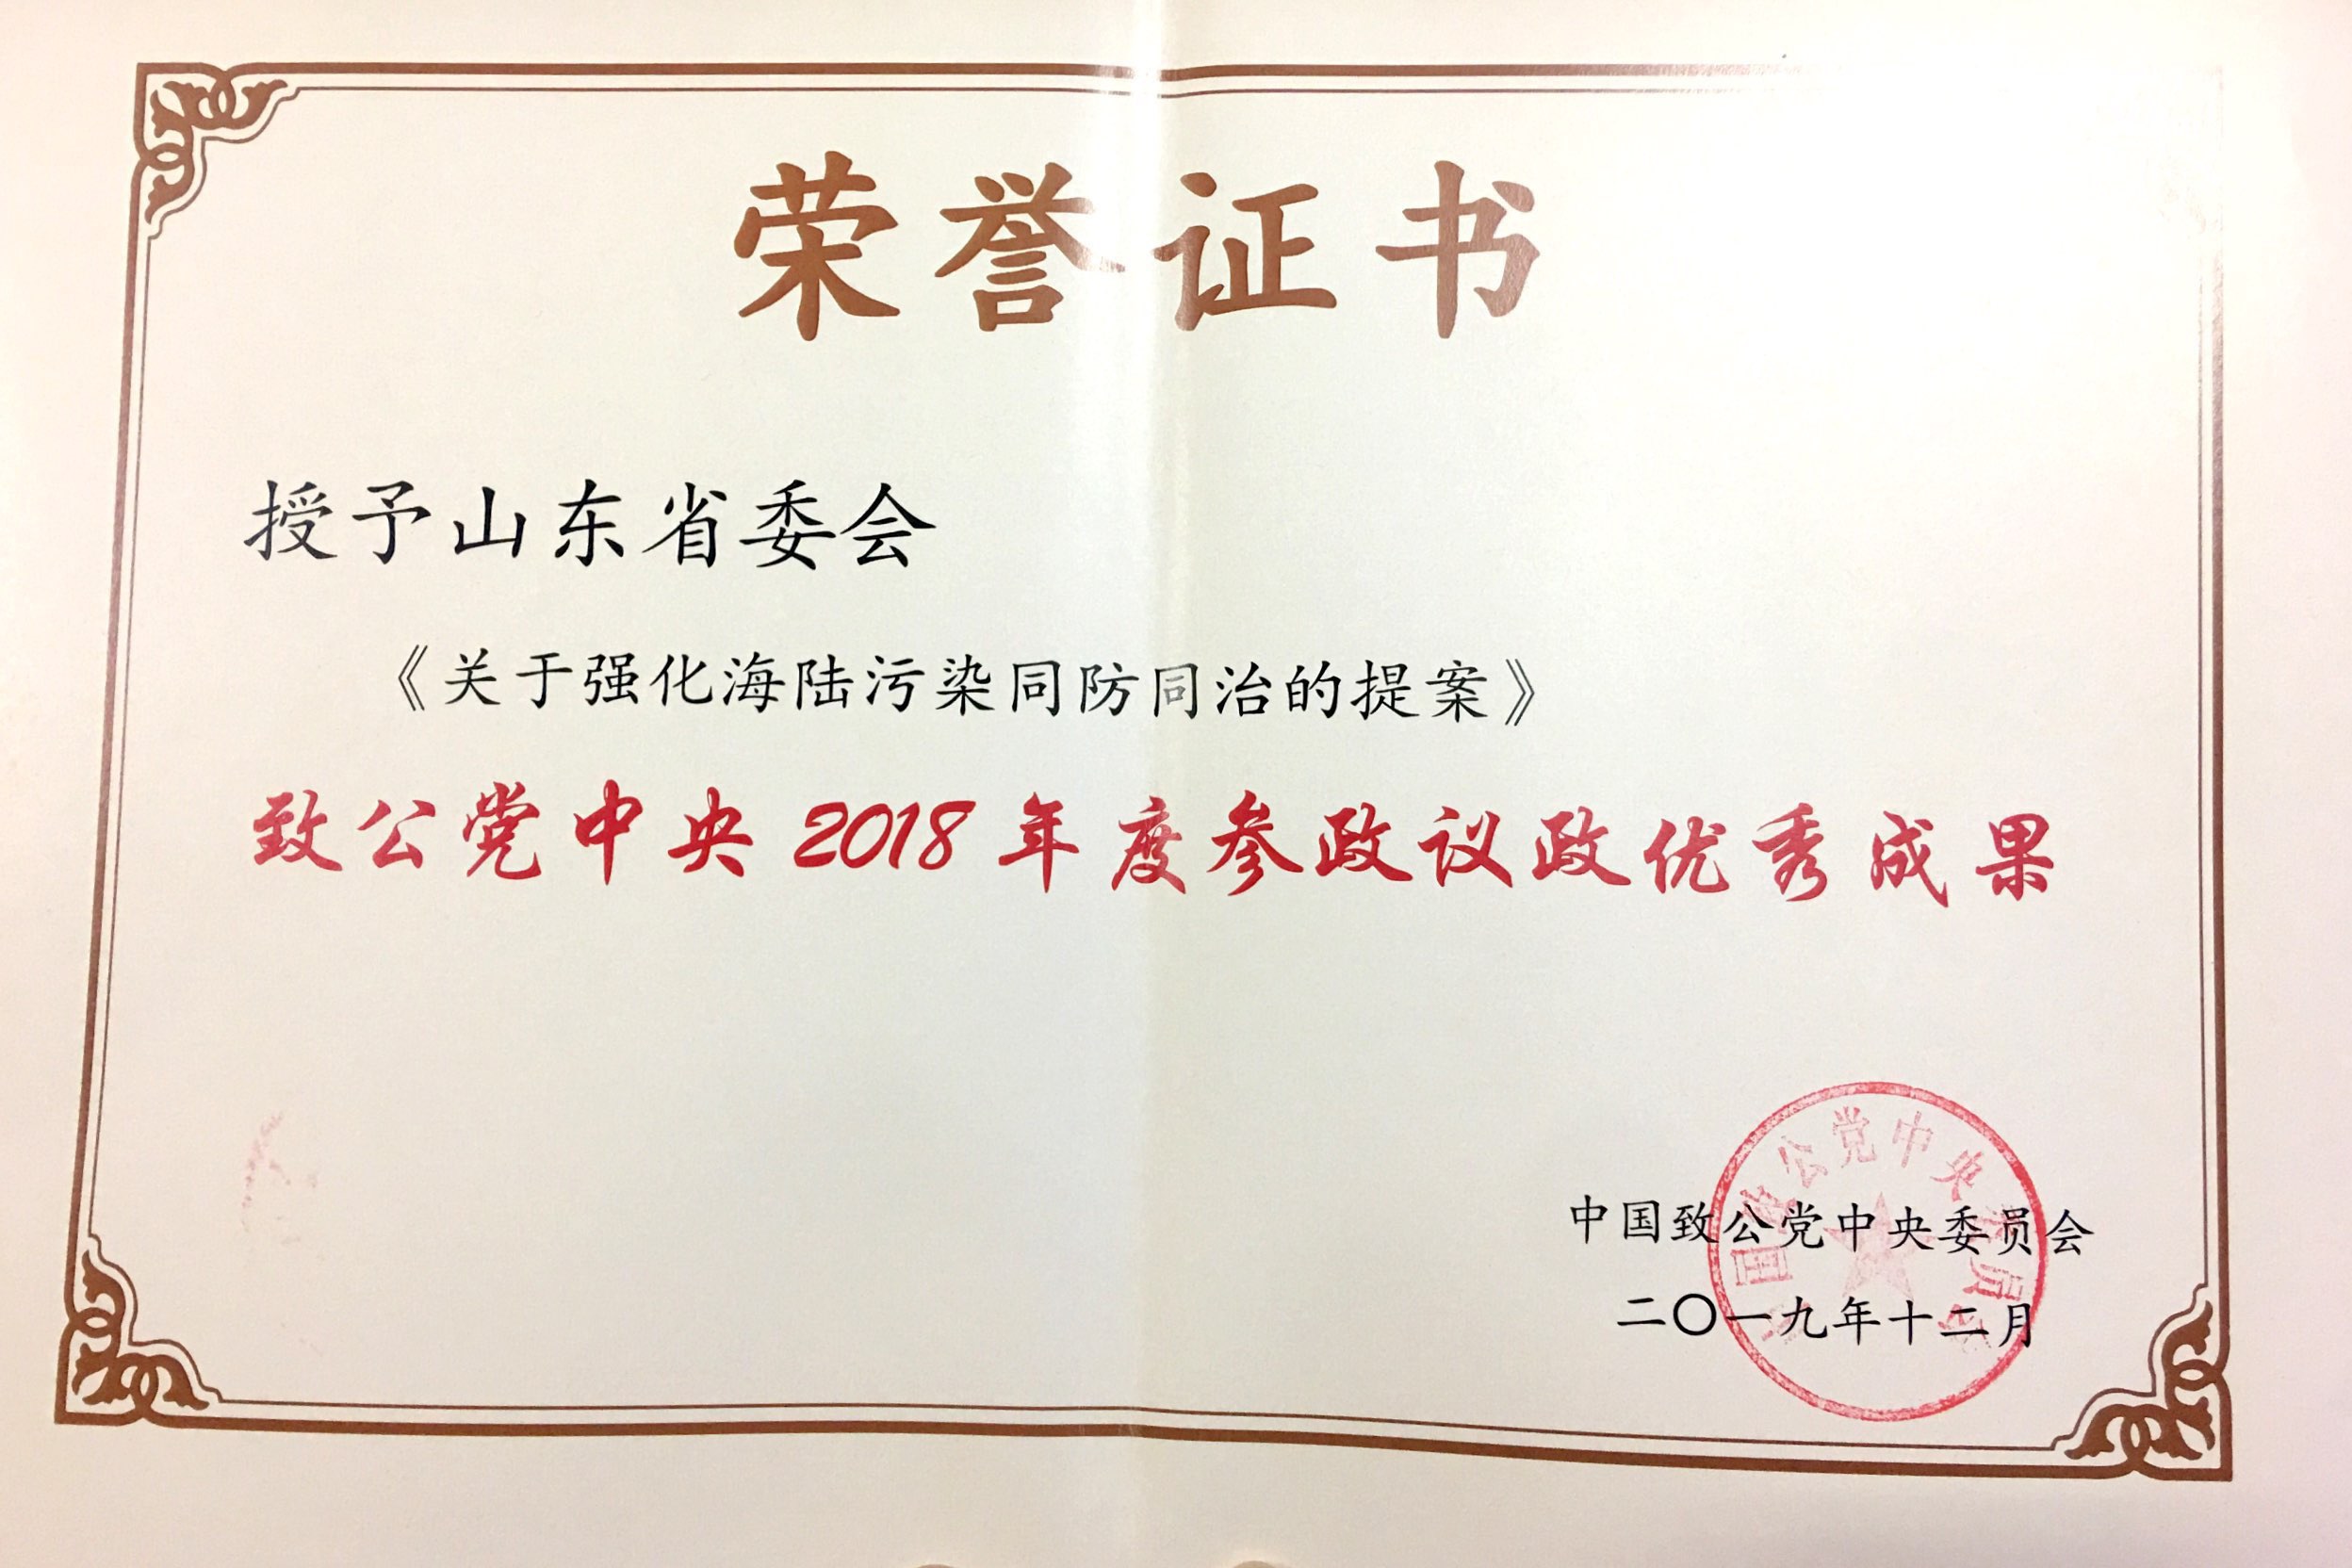 荣誉证书
授予山东省委会
《关于强化海陆污染同防同治的提案》
致公党中央2018年度参政议政优秀成果
中国致公党中央委员会
二〇一九年十二月